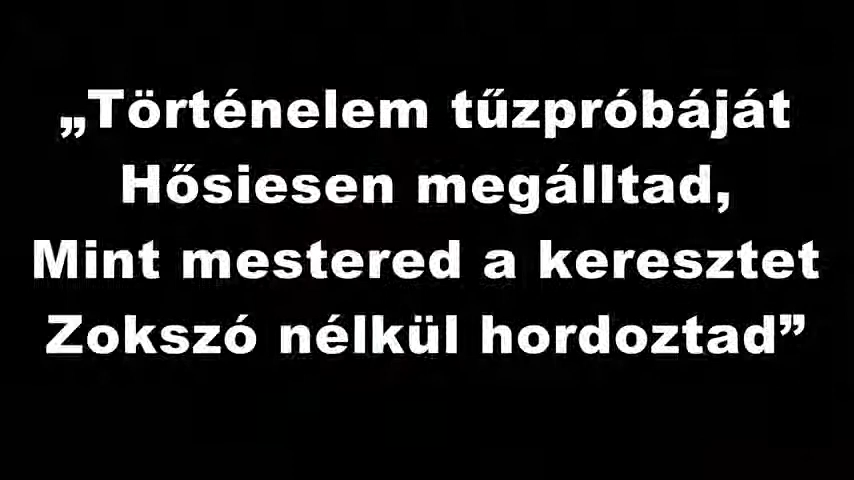 „Történelem tűzpróbáját
Hősiesen megálltad,
Mint mestered a keresztet
Zokszó nélkül hordoztad”